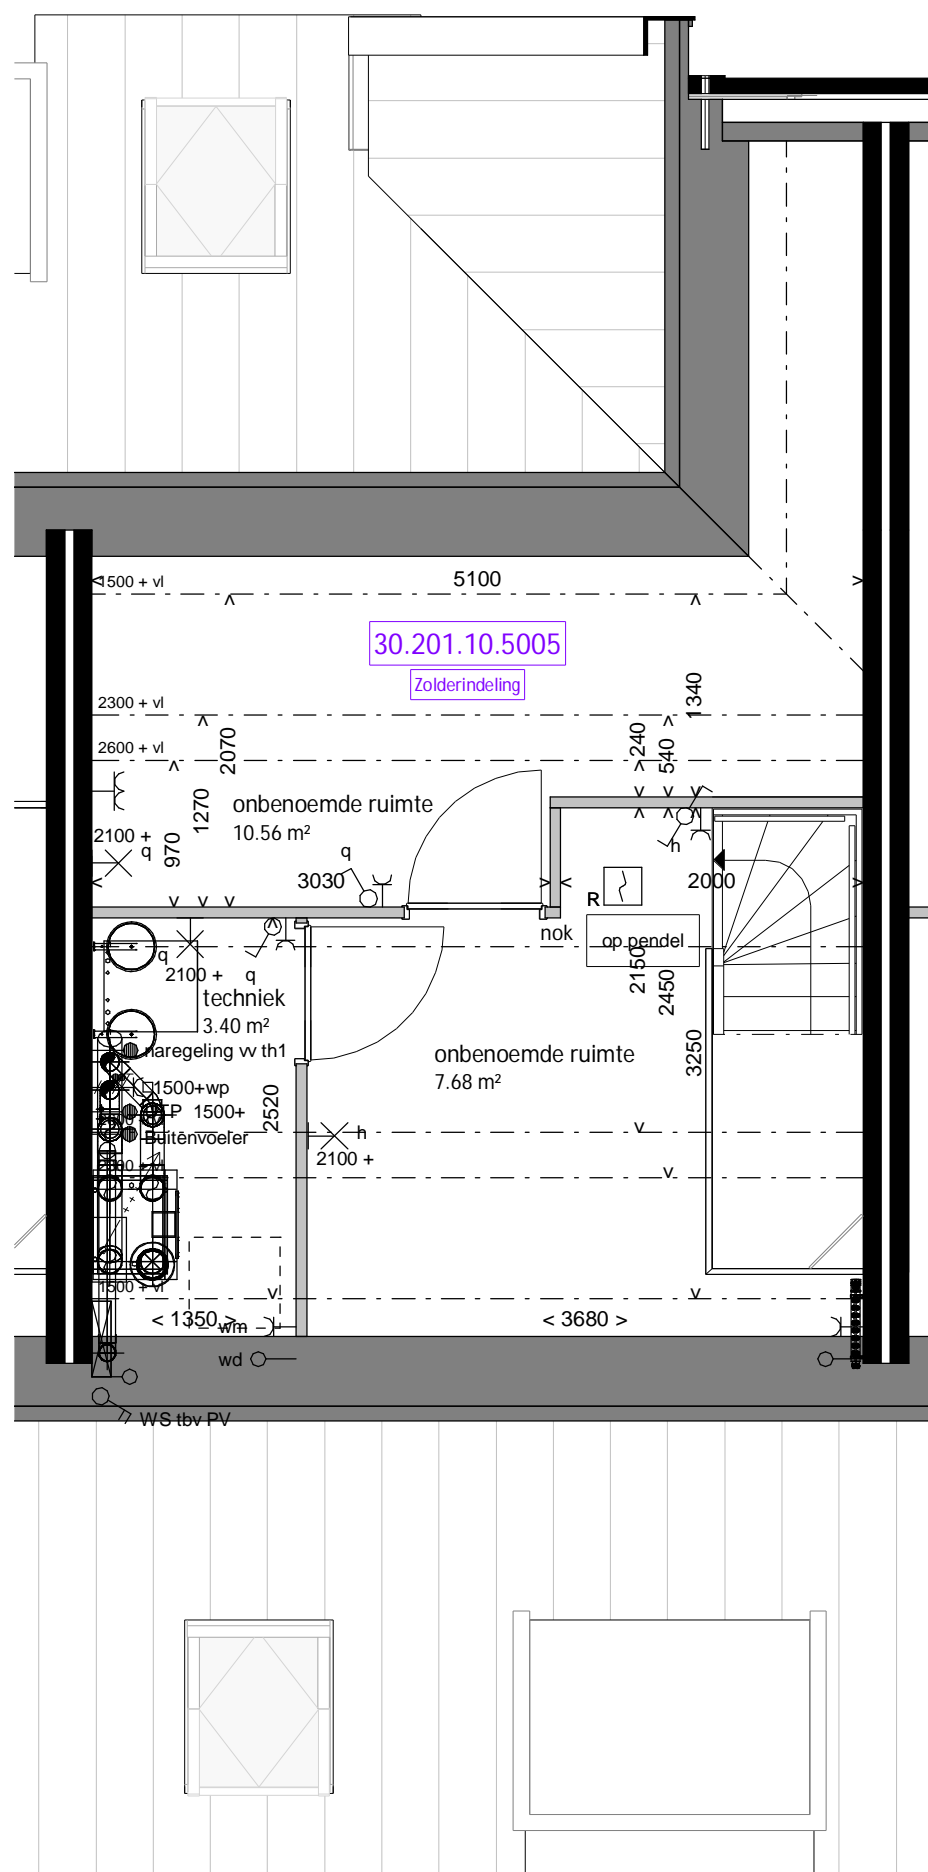 1500 + vl
5100
30.201.10.5005
Zolderindeling
1340
2300 + vl
240
2070
540
2600 + vl
onbenoemde ruimte
10.56 m²
1270
2100 +
q
970
q
3030
h
2000
R
nok
op pendel
q
2100 +
q
2150
2450
techniek
3.40 m²
naregeling vv th1
onbenoemde ruimte
7.68 m²
3250
1500+wp
1500+
2520
Buitenvoeler
h
2100 +
1500 + vl
< 1350 >
< 3680 >
wm
wd
WS tbv PV